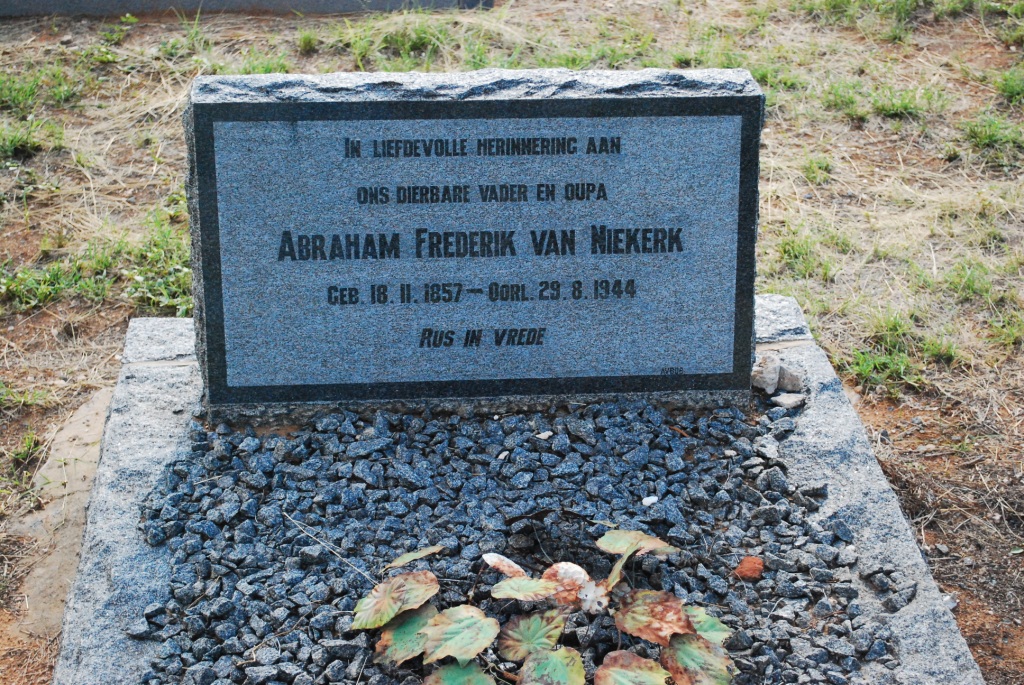 In liefdevolle herinnering aan
ons dierbare vader en oupa
Abraham Frederik van Niekerk
Geb. 18. 11. 1857 — Oorl. 29. 8. 1944
Rus in vrede